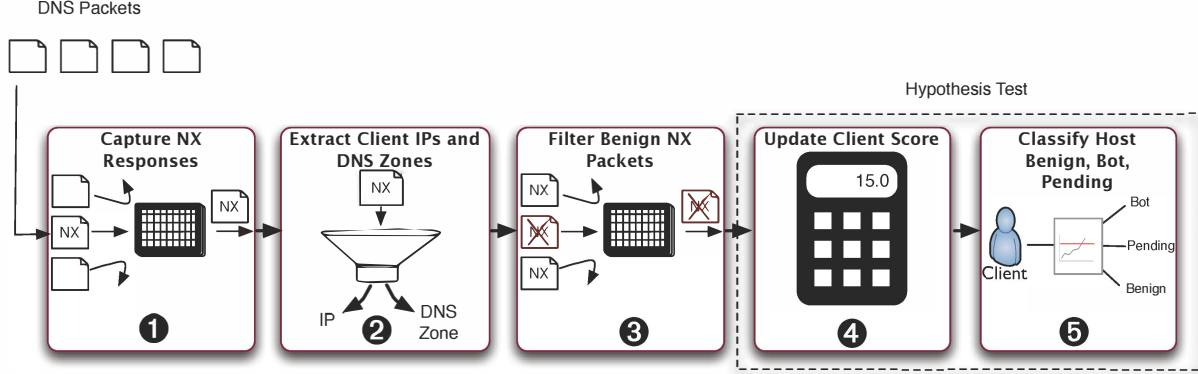 DNS Packets
Hypothesis Test
Capture NX
Responses
NX
NX
1
Extract Client IPs and
DNS Zones
NX
IP
DNS
Zone
2
Filter Benign NX
Packets
NX
NX
NX
NX
3
Update Client Score
15.0
4
Classify Host
Benign, Bot,
Pending
Client
Bot
Pending
Benign
5